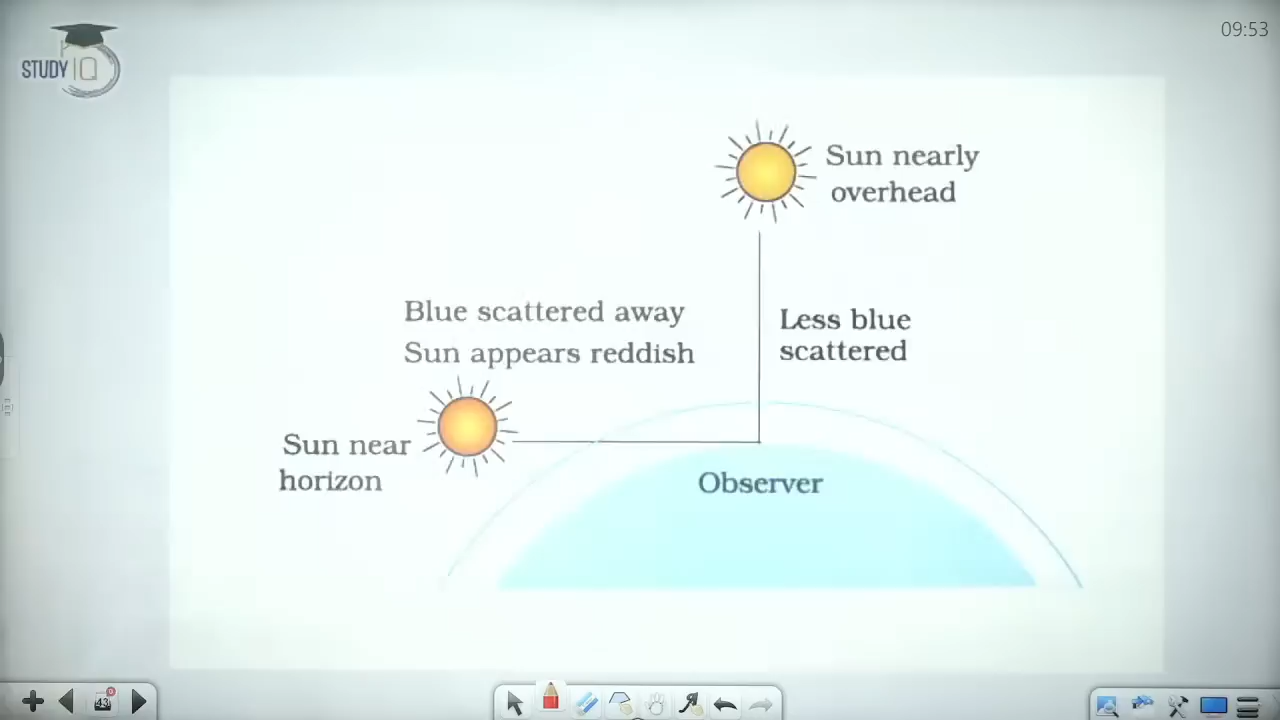 STUDY IQ
09:53
Sun nearly
overhead
Blue scattered away
Sun appears reddish
Less blue
scattered
Sun near
horizon
Observer
43